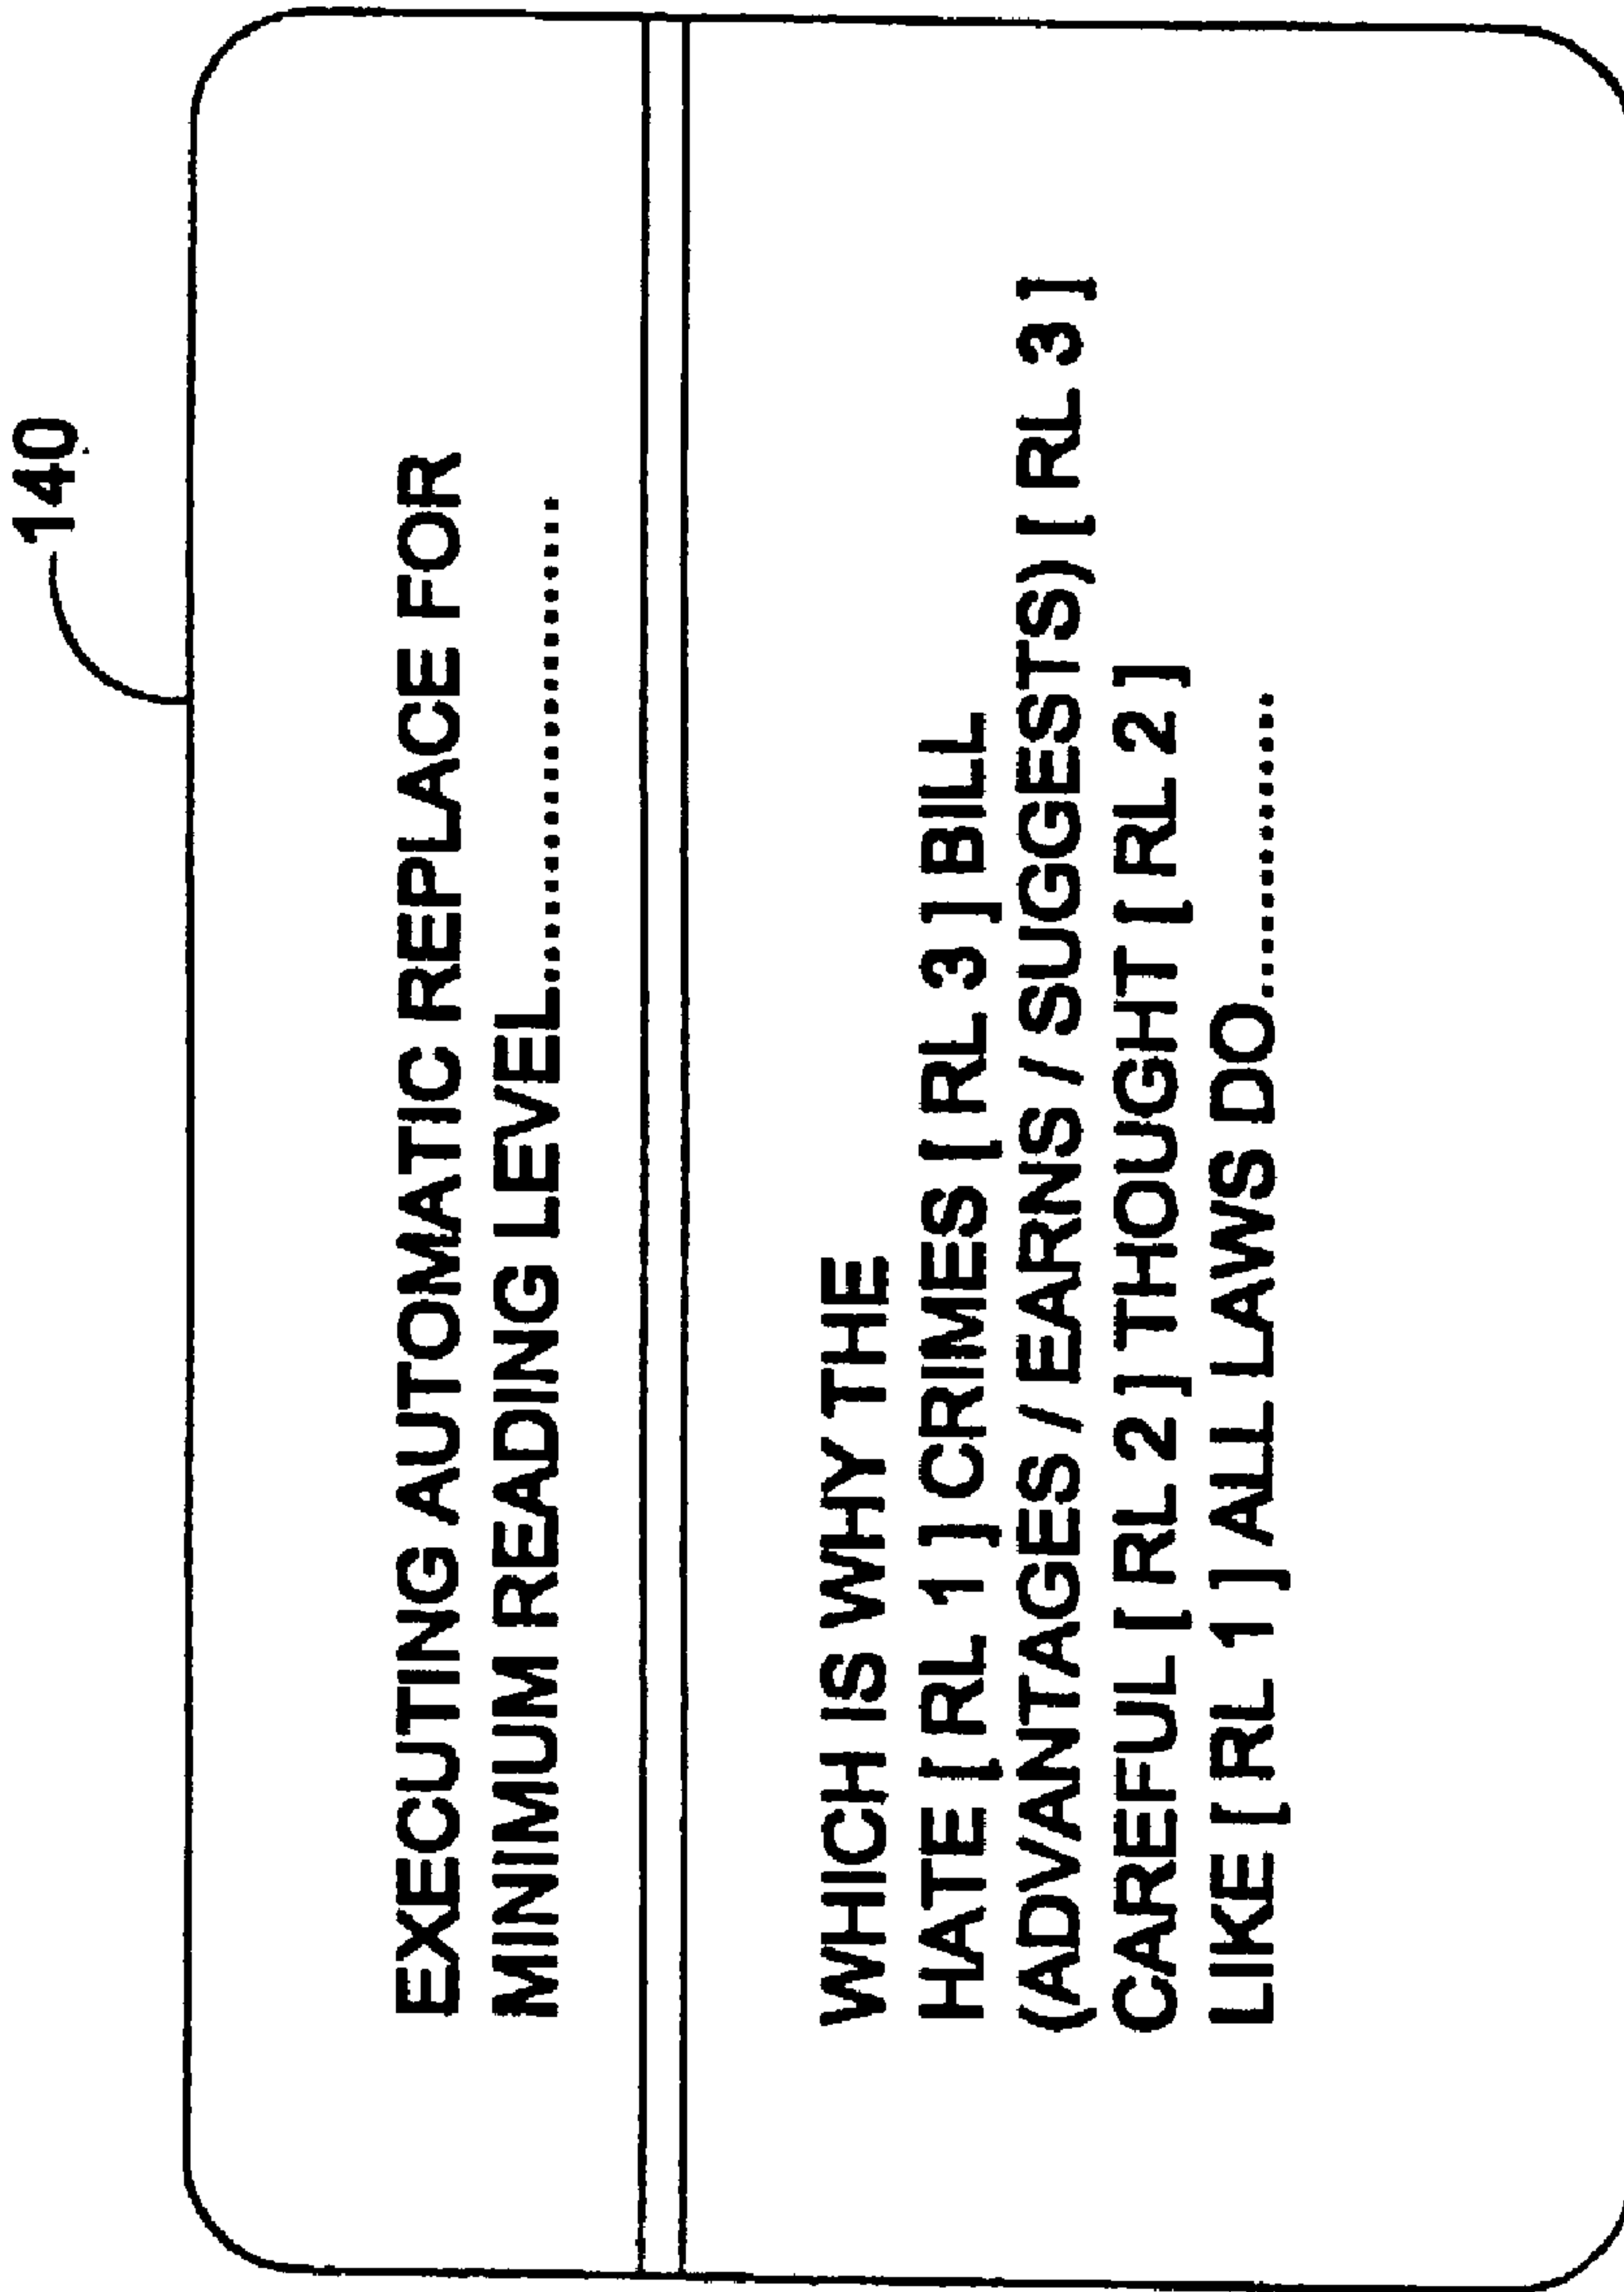 140
EXECUTING AUTOMATIC REPLACE FOR
MINIMUM READING LEVEL......................
WHICH IS WHY THE
HATE [ RL 1 ] CRIMES [ RL 3 ] BILL
(ADVANTAGES / EARNS / SUGGESTS) [ RL 3 ]
CAREFUL [ RL 2 ] THOUGHT [ RL 2 ]
LIKE [ RL 1 ] ALL LAWS DO..............